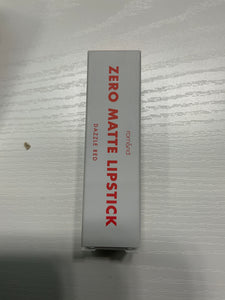 rom&nd
ZERO MATTE LIPSTICK
DAZZLE RED